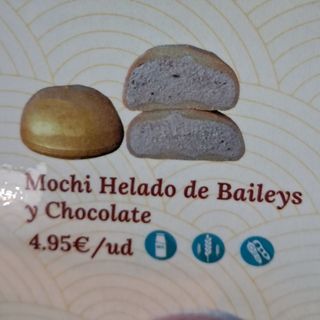 Mochi Helado de Baileys
y Chocolate
4.95€/ud